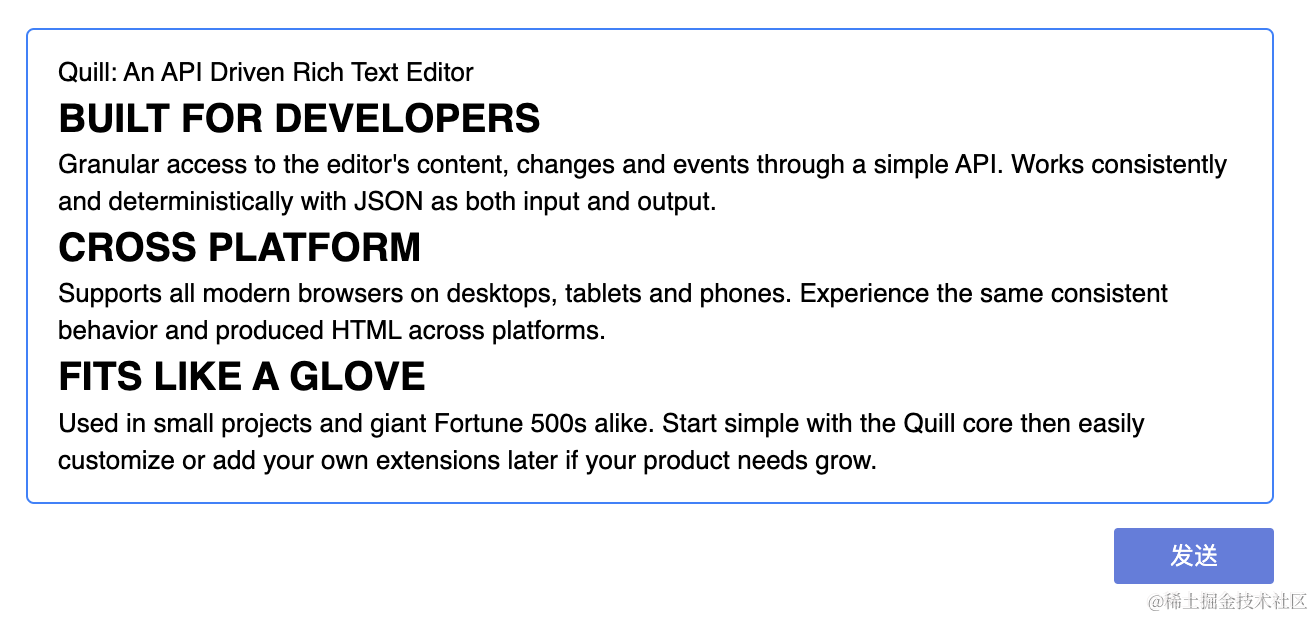 Quill: An API Driven Rich Text Editor
BUILT FOR DEVELOPERS
Granular access to the editor's content, changes and events through a simple API. Works consistently
and deterministically with JSON as both input and output.
CROSS PLATFORM
Supports all modern browsers on desktops, tablets and phones. Experience the same consistent
behavior and produced HTML across platforms.
FITS LIKE A GLOVE
Used in small projects and giant Fortune 500s alike. Start simple with the Quill core then easily
customize or add your own extensions later if your product needs grow.
发送
@稀土掘金技术社区